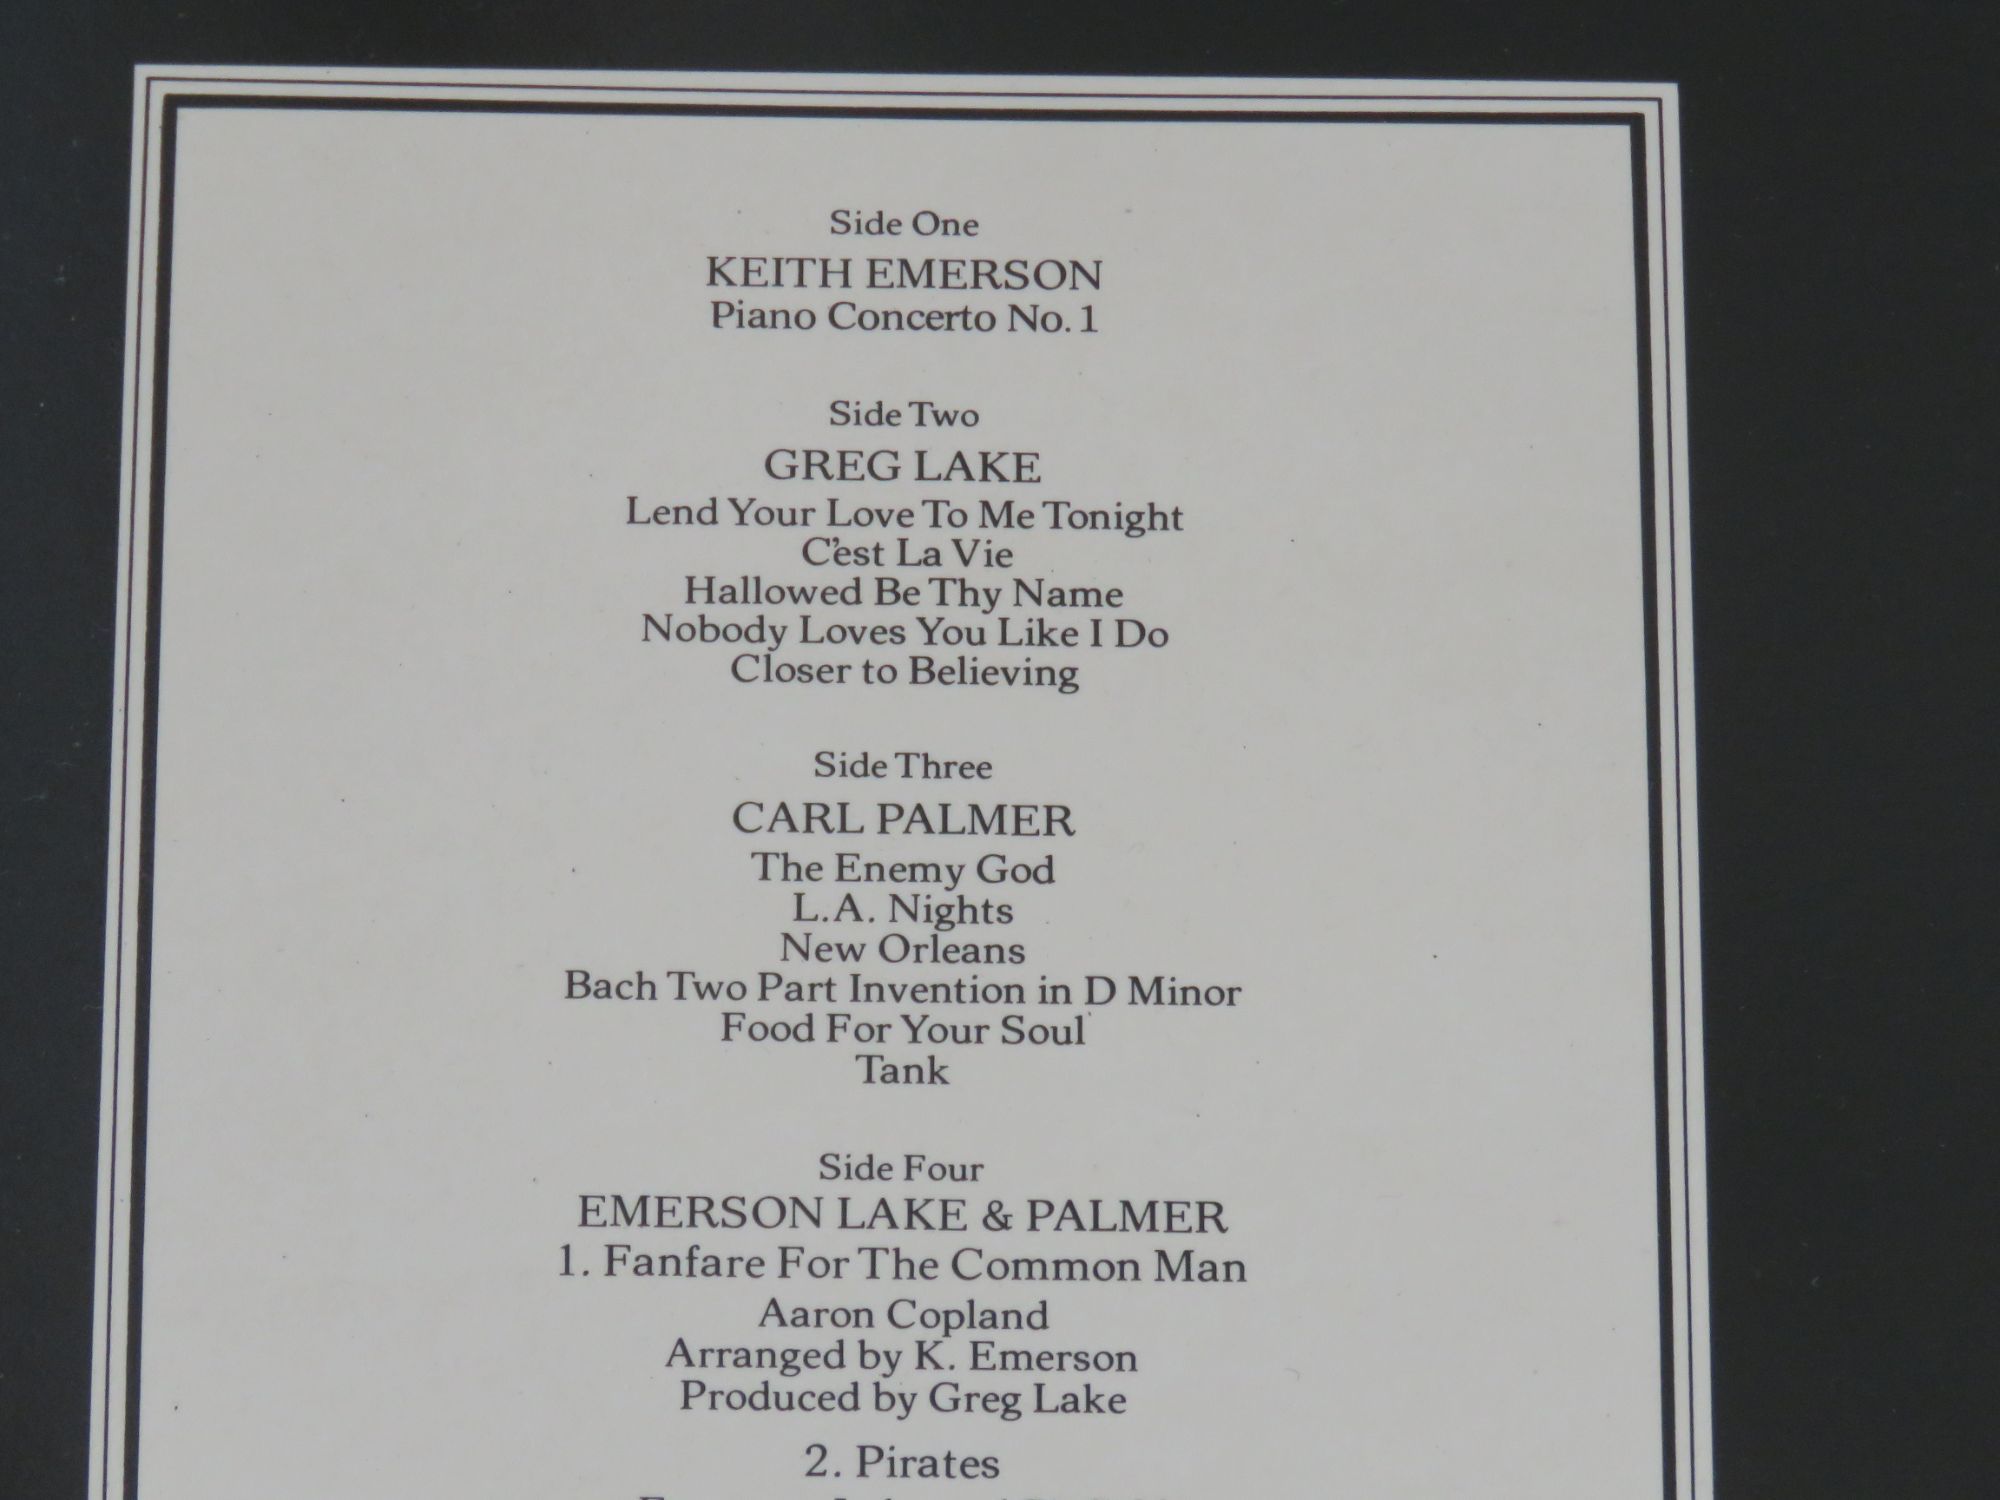 Side One
KEITH EMERSON
Piano Concerto No. 1
Side Two
GREG LAKE
Lend Your Love To Me Tonight
C'est La Vie
Hallowed Be Thy Name
Nobody Loves You Like I Do
Closer to Believing
Side Three
CARL PALMER
The Enemy God
L.A. Nights
New Orleans
Bach Two Part Invention in D Minor
Food For Your Soul
Tank
Side Four
EMERSON LAKE & PALMER
1. Fanfare For The Common Man
Aaron Copland
Arranged by K. Emerson
Produced by Greg Lake
2. Pirates